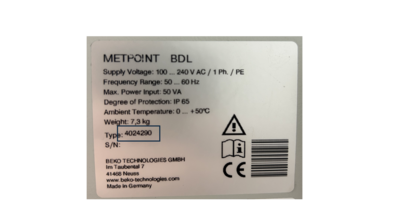 METPOINT BDL
Supply Voltage: 100 ... 240 V AC / 1 Ph. / PE
Frequency Range: 50 ... 60 Hz
Max. Power Input: 50 VA
Degree of Protection: IP 65
Ambient Temperature: 0 ... +50°C
Weight: 7,3 kg
Type: 4024290
S/N:
BEKO TECHNOLOGIES GMBH
Im Taubental 7
41468 Neuss
www.beko-technologies.com
Made in Germany